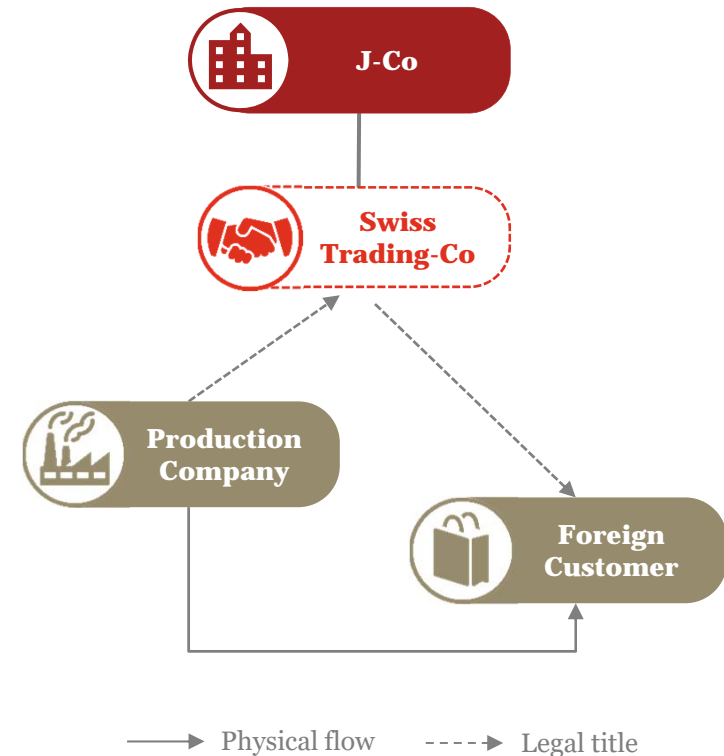 J-Co
Swiss
Trading-Co
Production
Company
Foreign
Customer
Physical flow
Legal title